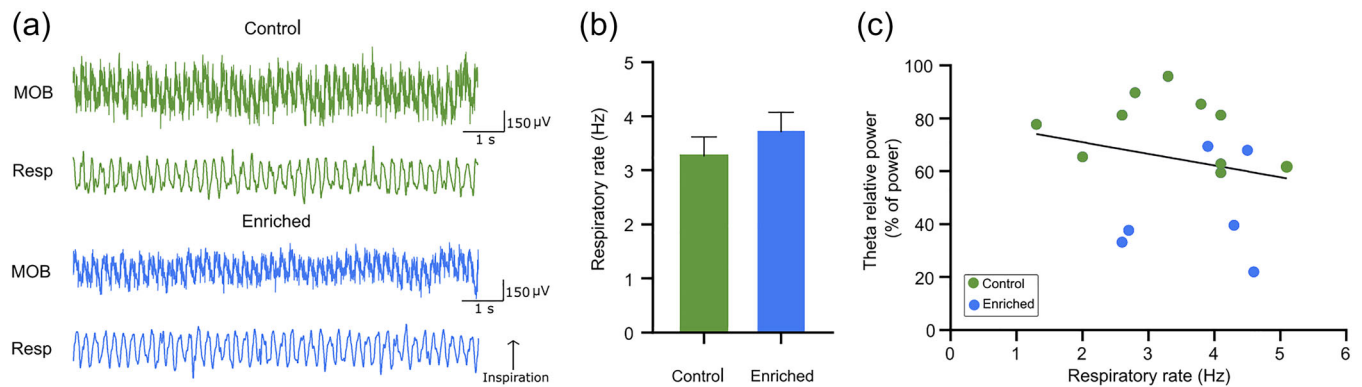 (a)
Control
MOB
150 µV
1 s
Resp
Enriched
MOB
150 µV
1 s
Resp
Inspiration
(b)
Respiratory rate (Hz)
5
4
3
2
1
0
Control
Enriched
(c)
Theta relative power
(% of power)
100
80
60
40
20
0
Control
Enriched
0
1
2
3
4
5
6
Respiratory rate (Hz)